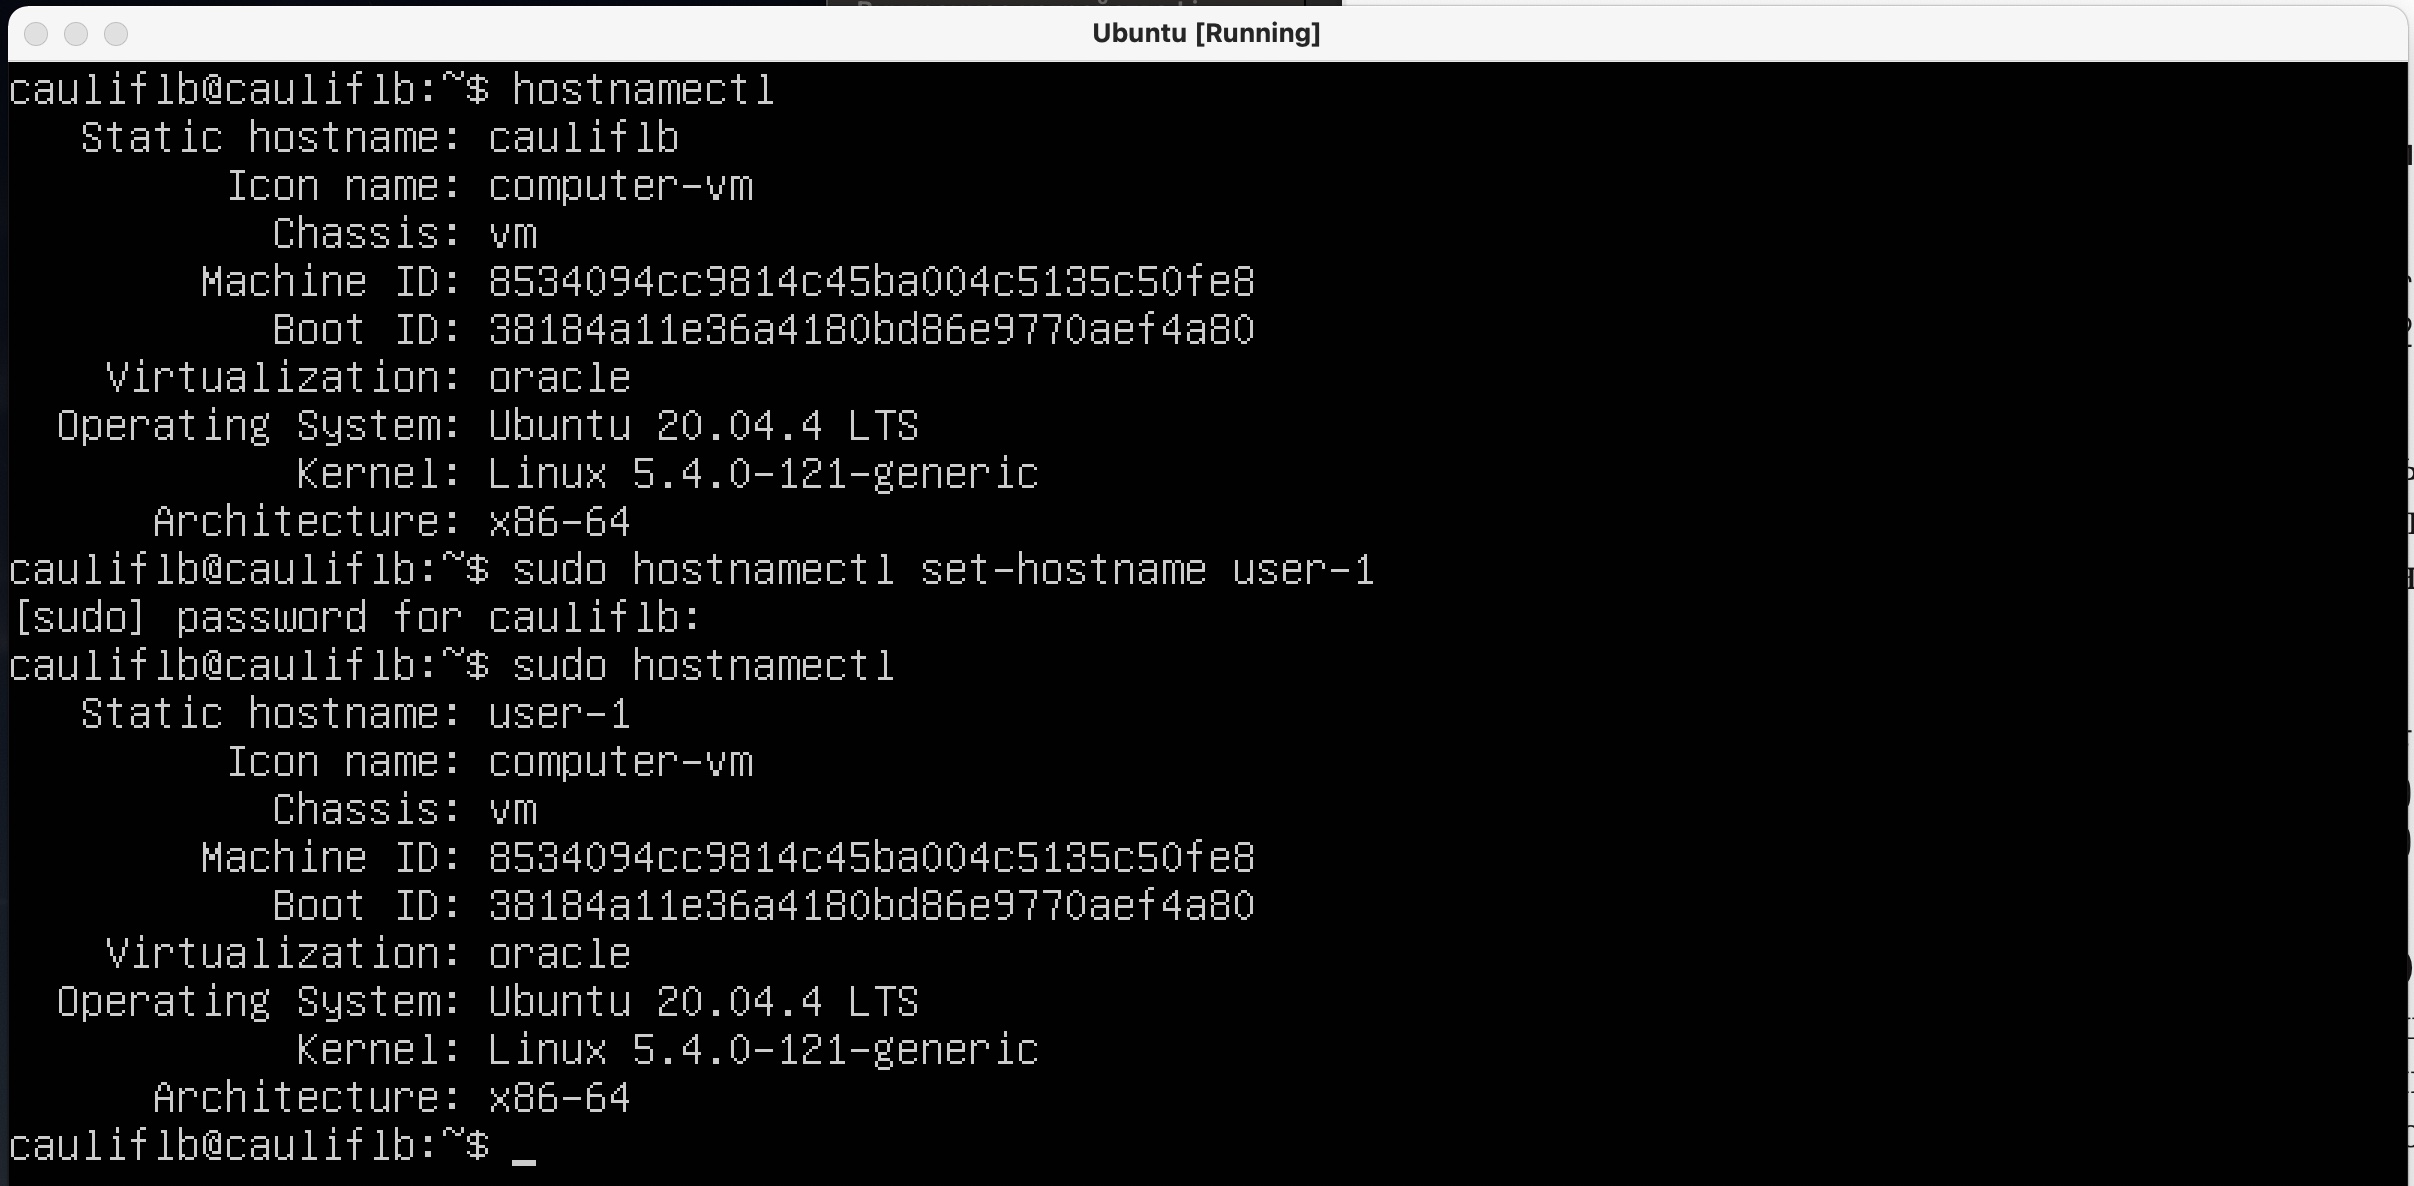 Ubuntu [Running]
cauliflb@cauliflb:~$ hostnamectl
Static hostname: cauliflb
Icon name: computer-vm
Chassis: vm
Machine ID: 8534094cc9814c45ba004c5135c50fe8
Boot ID: 38184a11e36a4180bd86e9770aef4a80
Virtualization: oracle
Operating System: Ubuntu 20.04.4 LTS
Kernel: Linux 5.4.0-121-generic
Architecture: x86-64
cauliflb@cauliflb:~$ sudo hostnamectl set-hostname user-1
[sudo] password for cauliflb:
cauliflb@cauliflb:~$ sudo hostnamectl
Static hostname: user-1
Icon name: computer-vm
Chassis: vm
Machine ID: 8534094cc9814c45ba004c5135c50fe8
Boot ID: 38184a11e36a4180bd86e9770aef4a80
Virtualization: oracle
Operating System: Ubuntu 20.04.4 LTS
Kernel: Linux 5.4.0-121-generic
Architecture: x86-64
cauliflb@cauliflb:~$ _